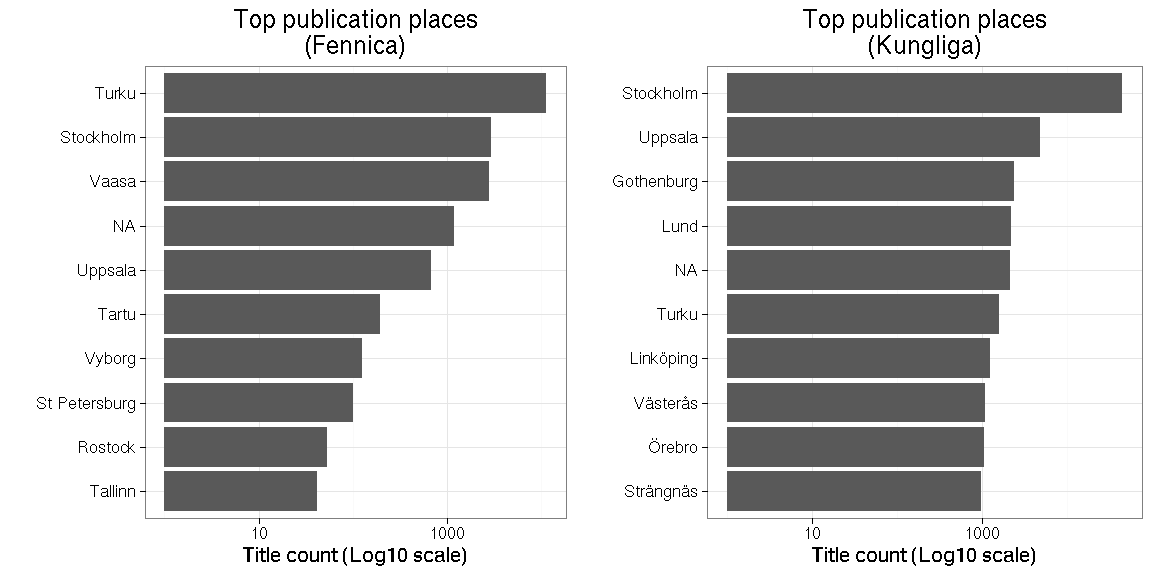 Top publication places
(Fennica)
Turku
Stockholm
Vaasa
NA
Uppsala
Tartu
Vyborg
St Petersburg
Rostock
Tallinn
10
1000
Title count (Log10 scale)
Top publication places
(Kungliga)
Stockholm
Uppsala
Gothenburg
Lund
NA
Turku
Linköping
Västerås
Örebro
Strängnäs
10
1000
Title count (Log10 scale)